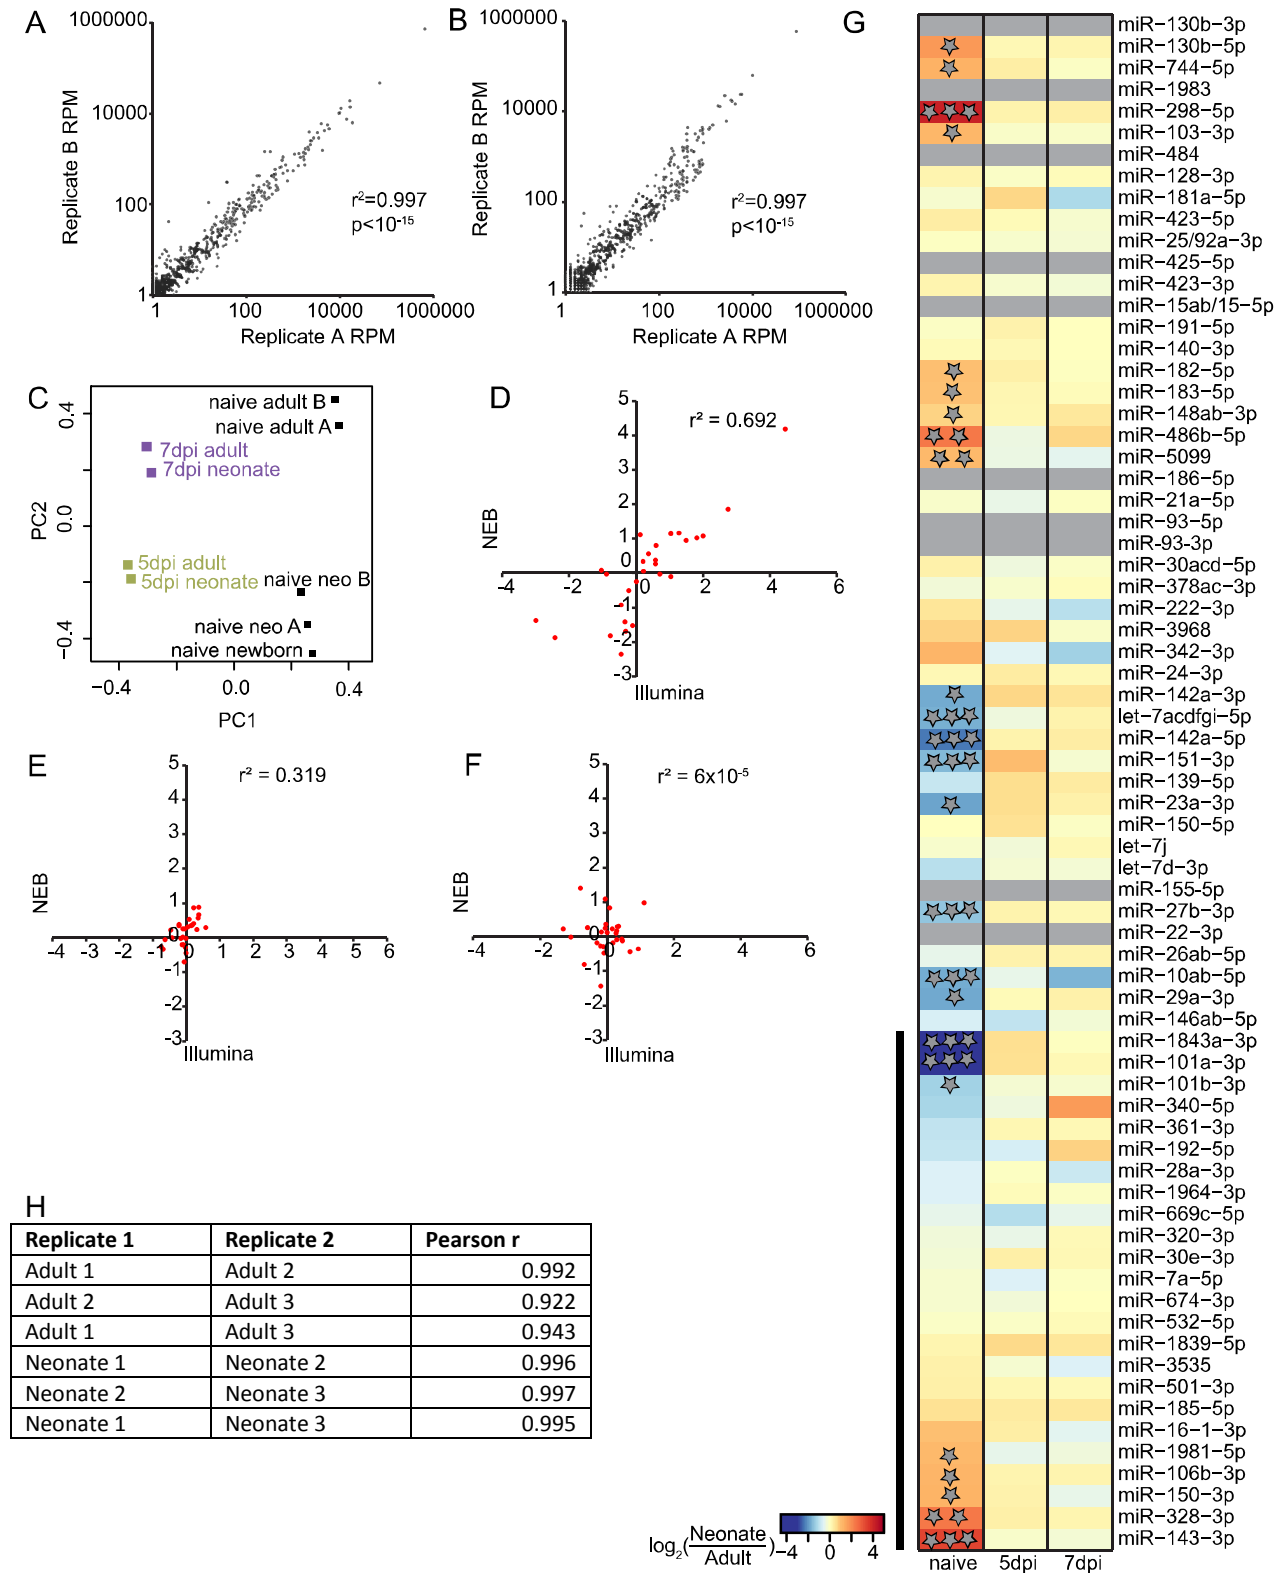 A
1000000
10000
100
1
Replicate B RPM
r²=0.997
p<10⁻¹⁵
1 100 10000 1000000
Replicate A RPM
B
1000000
10000
100
1
Replicate B RPM
r²=0.997
p<10⁻¹⁵
1 100 10000 1000000
Replicate A RPM
C
naive adult B
naive adult A
7dpi adult
7dpi neonate
5dpi adult
5dpi neonate
naive neo B
naive neo A
naive newborn
0.4
0.0
−0.4
PC2
−0.4 0.0 0.4
PC1
D
r² = 0.692
5
4
3
2
1
0
-1
-2
-3
NEB
-4 -2 2 4 6
Illumina
E
r² = 0.319
5
4
3
2
1
0
-1
-2
-3
NEB
-4 -3 -2 -1 0 1 2 3 4 5 6
Illumina
F
r² = 6x10⁻⁵
5
4
3
2
1
0
-1
-2
-3
NEB
-4 -2 0 2 4 6
Illumina
G
miR−130b−3p
miR−130b−5p
miR−744−5p
miR−1983
miR−298−5p
miR−103−3p
miR−484
miR−128−3p
miR−181a−5p
miR−423−5p
miR−25/92a−3p
miR−425−5p
miR−423−3p
miR−15ab/15−5p
miR−191−5p
miR−140−3p
miR−182−5p
miR−183−5p
miR−148ab−3p
miR−486b−5p
miR−5099
miR−186−5p
miR−21a−5p
miR−93−5p
miR−93−3p
miR−30acd−5p
miR−378ac−3p
miR−222−3p
miR−3968
miR−342−3p
miR−24−3p
miR−142a−3p
let−7acdfgi−5p
miR−142a−5p
miR−151−3p
miR−139−5p
miR−23a−3p
miR−150−5p
let−7j
let−7d−3p
miR−155−5p
miR−27b−3p
miR−22−3p
miR−26ab−5p
miR−10ab−5p
miR−29a−3p
miR−146ab−5p
miR−1843a−3p
miR−101a−3p
miR−101b−3p
miR−340−5p
miR−361−3p
miR−192−5p
miR−28a−3p
miR−1964−3p
miR−669c−5p
miR−320−3p
miR−30e−3p
miR−7a−5p
miR−674−3p
miR−532−5p
miR−1839−5p
miR−3535
miR−501−3p
miR−185−5p
miR−16−1−3p
miR−1981−5p
miR−106b−3p
miR−150−3p
miR−328−3p
miR−143−3p
naive 5dpi 7dpi
log₂(Neonate/Adult)
−4 0 4
H
Replicate 1 Replicate 2 Pearson r
Adult 1 Adult 2 0.992
Adult 2 Adult 3 0.922
Adult 1 Adult 3 0.943
Neonate 1 Neonate 2 0.996
Neonate 2 Neonate 3 0.997
Neonate 1 Neonate 3 0.995